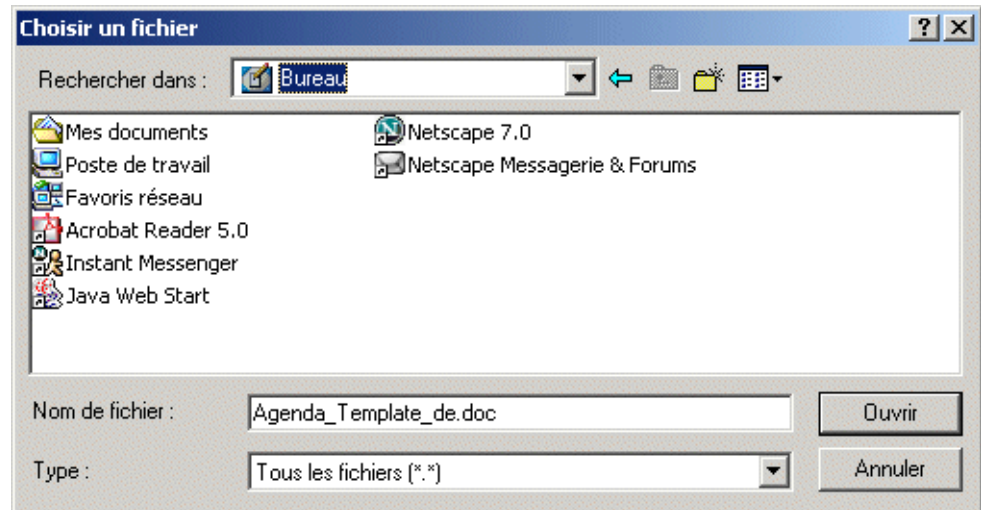 Choisir un fichier
Rechercher dans : Bureau
Mes documents
Poste de travail
Favoris réseau
Acrobat Reader 5.0
Instant Messenger
Java Web Start
Netscape 7.0
Netscape Messagerie & Forums
Nom de fichier : Agenda_Template_de.doc Ouvrir
Type : Tous les fichiers (*.*) Annuler